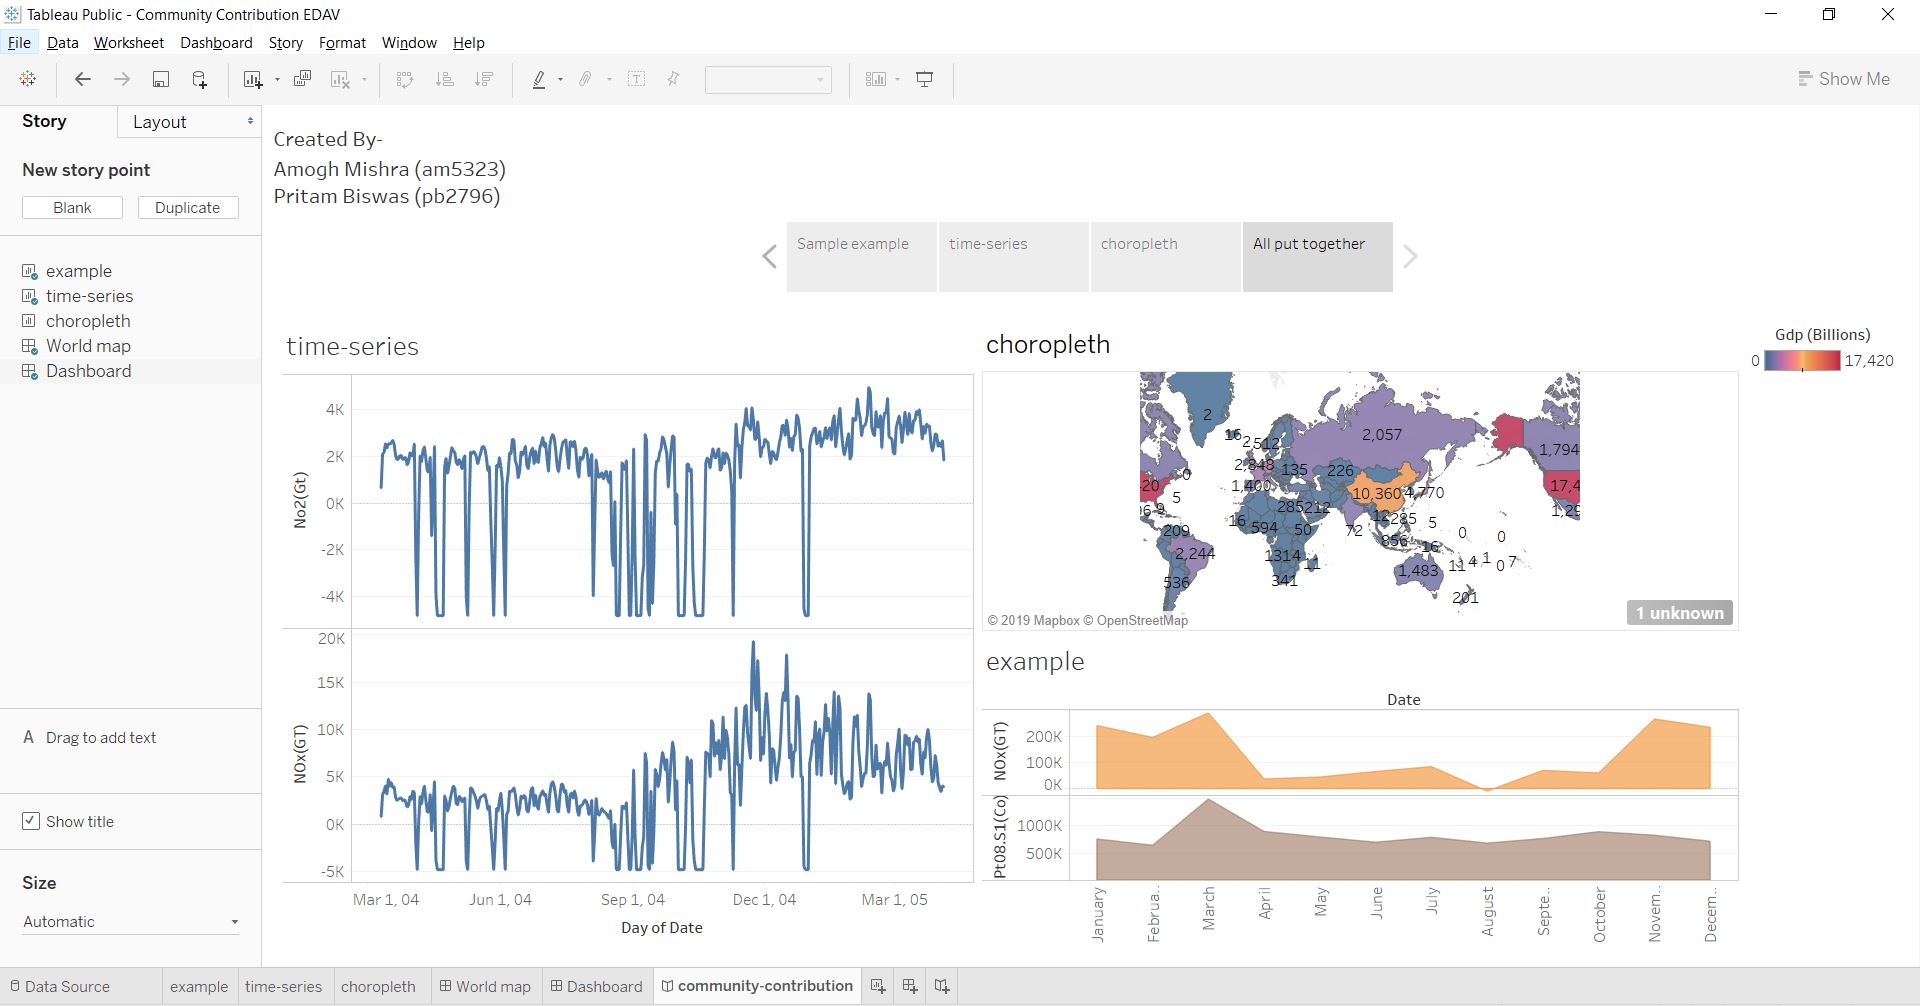 Tableau Public - Community Contribution EDAV
File Data Worksheet Dashboard Story Format Window Help
Show Me
Story
Layout
New story point
Blank
Duplicate
example
time-series
choropleth
World map
Dashboard
A Drag to add text
Show title
Size
Automatic
Created By-
Amogh Mishra (am5323)
Pritam Biswas (pb2796)
Sample example
time-series
choropleth
All put together
time-series
No2(Gt)
4K
2K
0K
-2K
-4K
NOx(GT)
20K
15K
10K
5K
0K
-5K
Mar 1, 04
Jun 1, 04
Sep 1, 04
Dec 1, 04
Mar 1, 05
Day of Date
choropleth
Gdp (Billions)
0
17,420
2
16
2
512
2,057
1,794
2,848
135
226
0
20
5
1,400
10,360
4,770
17,4
9
285
212
1,29
209
16
594
50
72
285
5
0
0
2,244
1314
11
856
16
1,483
11
4
1
0
7
536
341
201
© 2019 Mapbox © OpenStreetMap
1 unknown
example
Date
NOx(GT)
200K
100K
0K
Pt08.S1(Co)
1000K
500K
January
Februa..
March
April
May
June
July
August
Septe..
October
Novem..
Decem..
Data Source
example
time-series
choropleth
World map
Dashboard
community-contribution